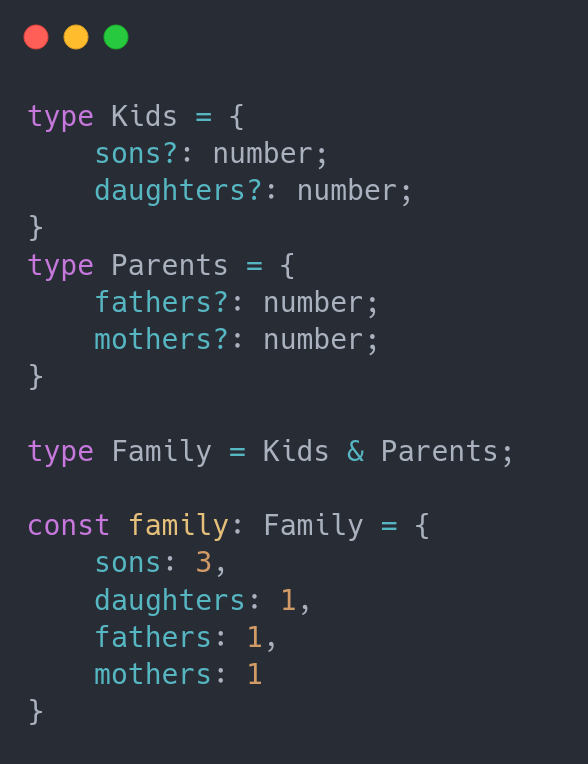 type Kids = {
    sons?: number;
    daughters?: number;
}
type Parents = {
    fathers?: number;
    mothers?: number;
}

type Family = Kids & Parents;

const family: Family = {
    sons: 3,
    daughters: 1,
    fathers: 1,
    mothers: 1
}